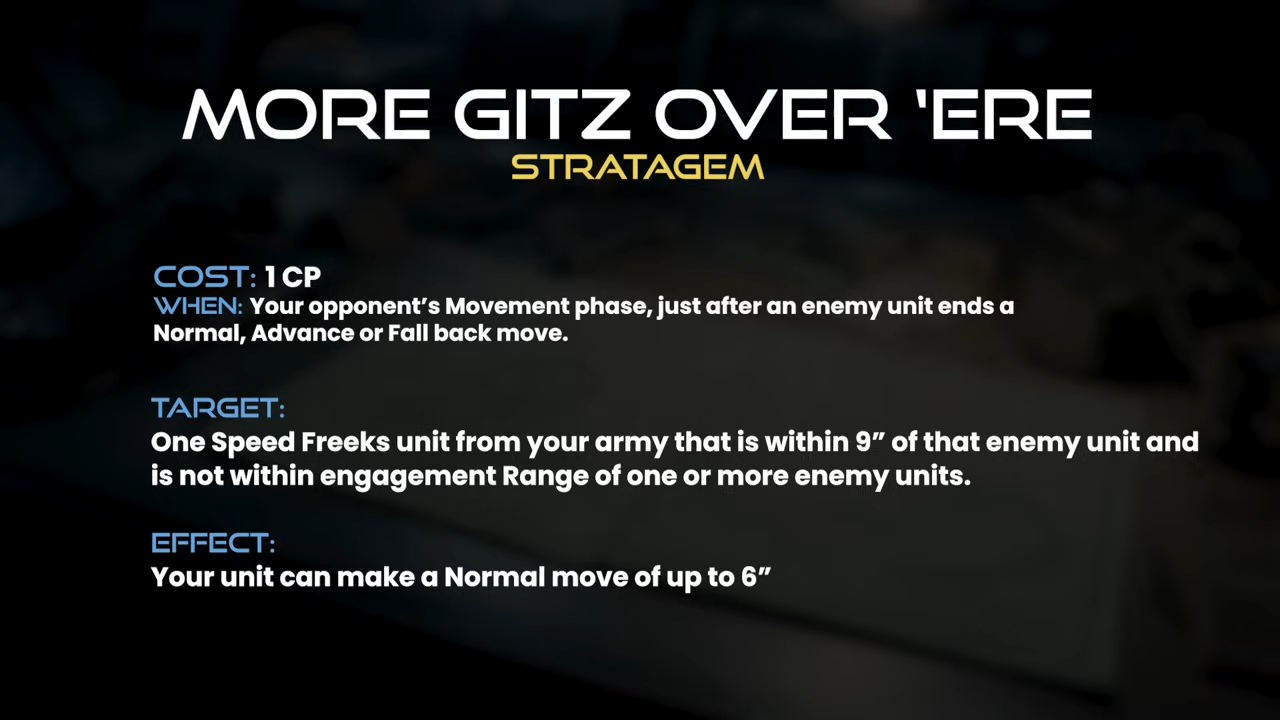 MORE GITZ OVER 'ERE
STRATAGEM
COST: 1 CP
WHEN: Your opponent’s Movement phase, just after an enemy unit ends a
Normal, Advance or Fall back move.
TARGET:
One Speed Freeks unit from your army that is within 9” of that enemy unit and
is not within engagement Range of one or more enemy units.
EFFECT:
Your unit can make a Normal move of up to 6”